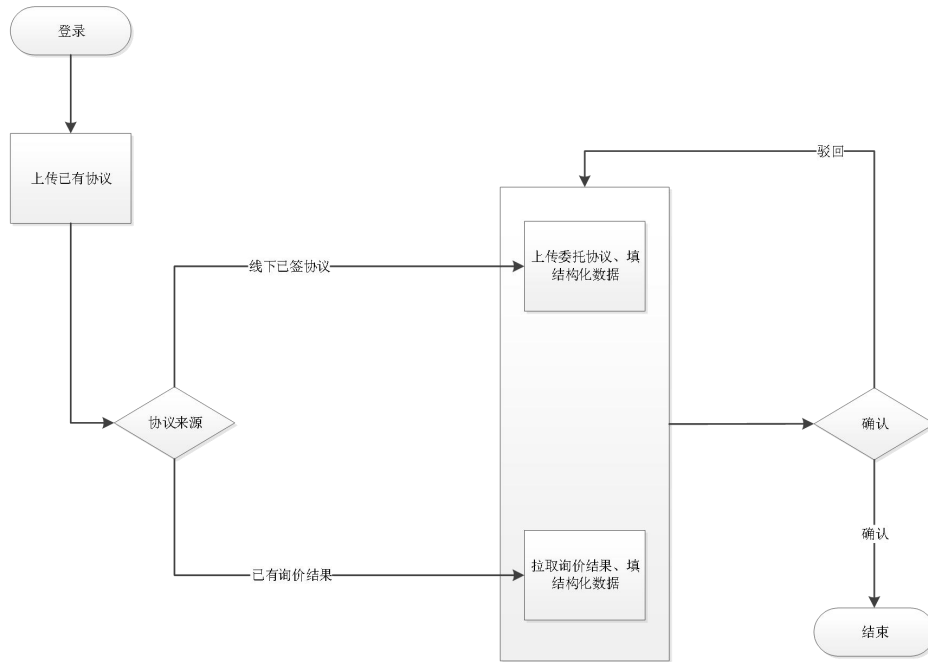 登录
上传已有协议
驳回
线下已签协议
上传委托协议、填
结构化数据
协议来源
确认
已有询价结果
拉取询价结果、填
结构化数据
确认
结束